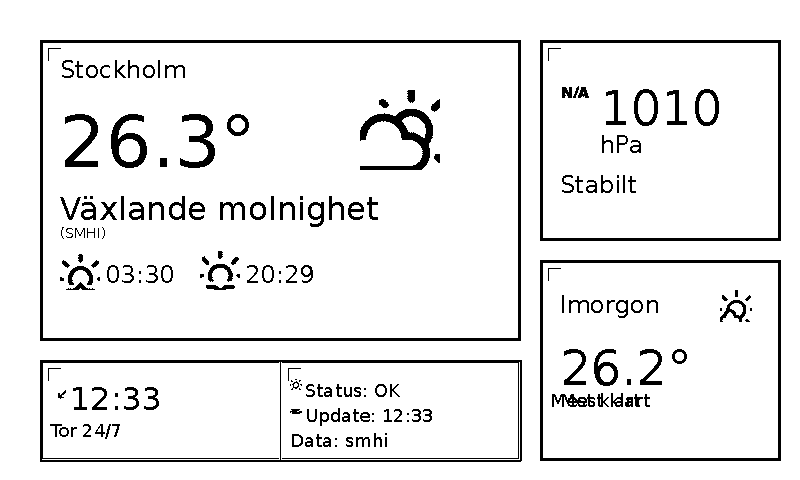 Stockholm
26.3°
Växlande molnighet
(SMHI)
03:30 20:29
N/A 1010
hPa
Stabilt
Imorgon
26.2°
Mest klart
12:33
Tor 24/7
Status: OK
Update: 12:33
Data: smhi